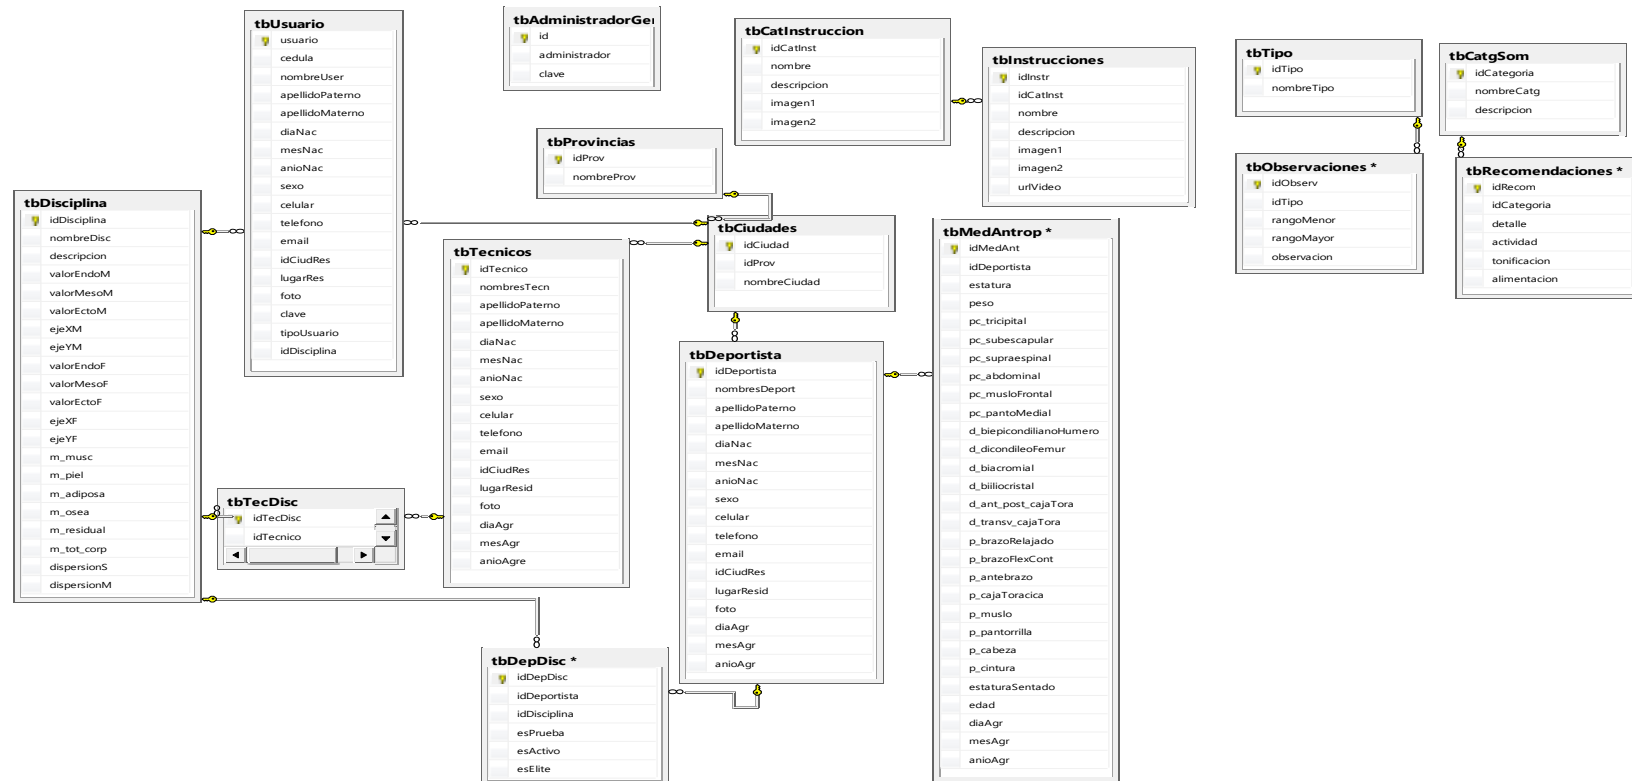 tbUsuario
usuario
cedula
nombreUser
apellidoPaterno
apellidoMaterno
diaNac
mesNac
anioNac
sexo
celular
telefono
email
idCiudRes
lugarRes
foto
clave
tipoUsuario
idDisciplina
tbAdministradorGe
id
administrador
clave
tbCatInstruccion
idCatInst
nombre
descripcion
imagen1
imagen2
tbInstrucciones
idInstr
idCatInst
nombre
descripcion
imagen1
imagen2
urlVideo
tbTipo
idTipo
nombreTipo
tbCatgSom
idCategoria
nombreCatg
descripcion
tbProvincias
idProv
nombreProv
tbObservaciones *
idObserv
idTipo
rangoMenor
rangoMayor
observacion
tbRecomendaciones *
idRecom
idCategoria
detalle
actividad
tonificacion
alimentacion
tbDisciplina
idDisciplina
nombreDisc
descripcion
valorEndoM
valorMesoM
valorEctoM
ejeXM
ejeYM
valorEndoF
valorMesoF
valorEctoF
ejeXF
ejeYF
m_musc
m_piel
m_adiposa
m_osea
m_residual
m_tot_corp
dispersionS
dispersionM
tbTecnicos
idTecnico
nombresTecn
apellidoPaterno
apellidoMaterno
diaNac
mesNac
anioNac
sexo
celular
telefono
email
idCiudRes
lugarResid
foto
diaAgr
mesAgr
anioAgre
tbCiudades
idCiudad
idProv
nombreCiudad
tbMedAntrop *
idMedAnt
idDeportista
estatura
peso
pc_tricipital
pc_subescapular
pc_supraespinal
pc_abdominal
pc_musloFrontal
pc_pantoMedial
d_biepicondilianoHumero
d_dicondileoFemur
d_biacromial
d_biiliocristal
d_ant_post_cajaTora
d_transv_cajaTora
p_brazoRelajado
p_brazoFlexCont
p_antebrazo
p_cajaToracica
p_muslo
p_pantorrilla
p_cabeza
p_cintura
estaturaSentado
edad
diaAgr
mesAgr
anioAgr
tbDeportista
idDeportista
nombresDeport
apellidoPaterno
apellidoMaterno
diaNac
mesNac
anioNac
sexo
celular
telefono
email
idCiudRes
lugarResid
foto
diaAgr
mesAgr
anioAgr
tbTecDisc
idTecDisc
idTecnico
tbDepDisc *
idDepDisc
idDeportista
idDisciplina
esPrueba
esActivo
esElite